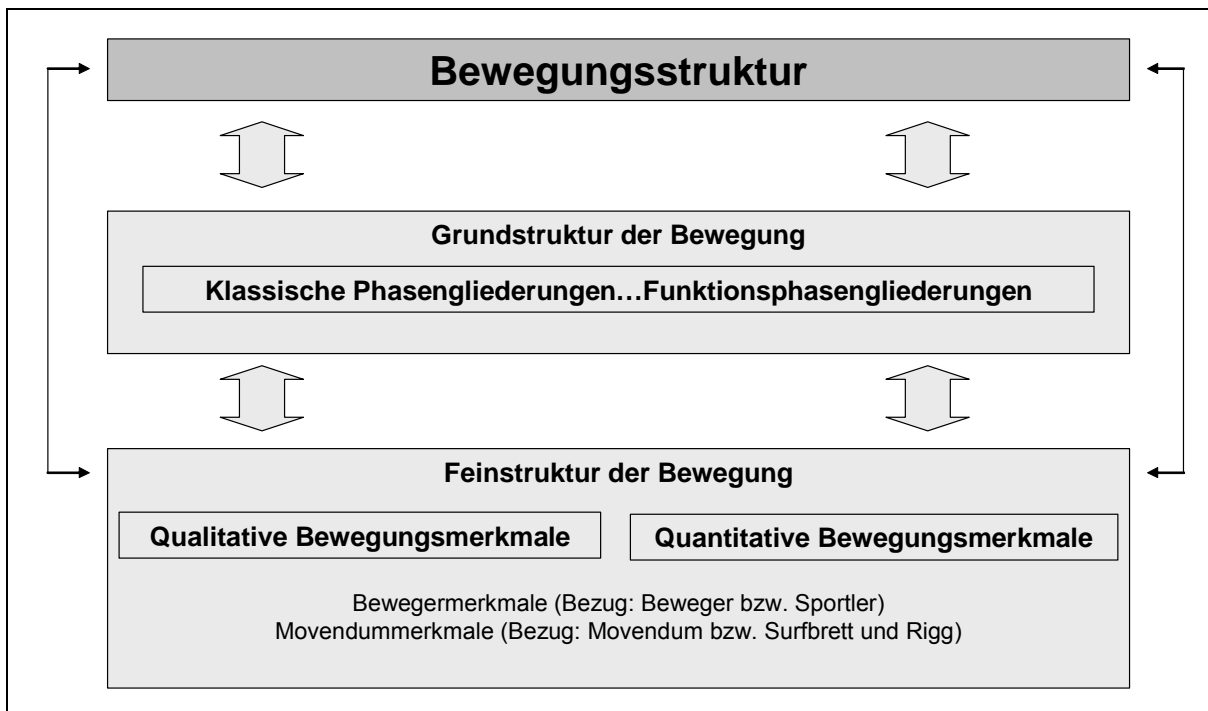 Bewegungsstruktur
Grundstruktur der Bewegung
Klassische Phasengliederungen…Funktionsphasengliederungen
Feinstruktur der Bewegung
Qualitative Bewegungsmerkmale
Quantitative Bewegungsmerkmale
Bewegermerkmale (Bezug: Beweger bzw. Sportler)
Movendummerkmale (Bezug: Movendum bzw. Surfbrett und Rigg)